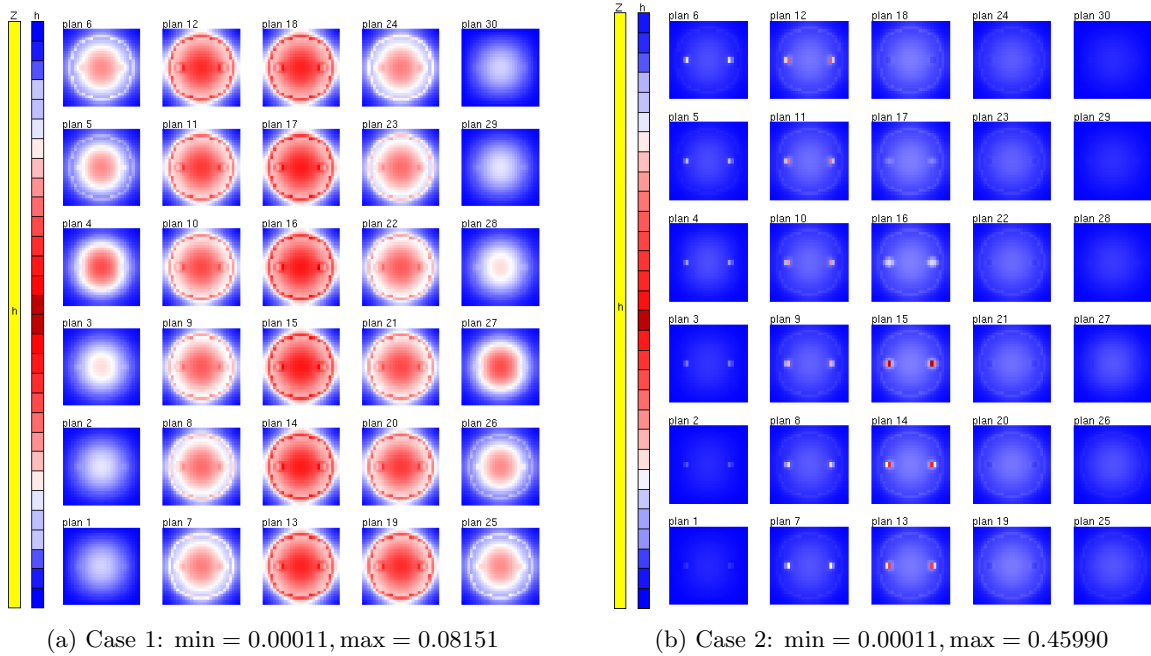 Z h
plan 6 plan 12 plan 18 plan 24 plan 30
plan 5 plan 11 plan 17 plan 23 plan 29
plan 4 plan 10 plan 16 plan 22 plan 28
plan 3 plan 9 plan 15 plan 21 plan 27
plan 2 plan 8 plan 14 plan 20 plan 26
plan 1 plan 7 plan 13 plan 19 plan 25
h
(a) Case 1: min = 0.00011, max = 0.08151
Z h
plan 6 plan 12 plan 18 plan 24 plan 30
plan 5 plan 11 plan 17 plan 23 plan 29
plan 4 plan 10 plan 16 plan 22 plan 28
plan 3 plan 9 plan 15 plan 21 plan 27
plan 2 plan 8 plan 14 plan 20 plan 26
plan 1 plan 7 plan 13 plan 19 plan 25
h
(b) Case 2: min = 0.00011, max = 0.45990